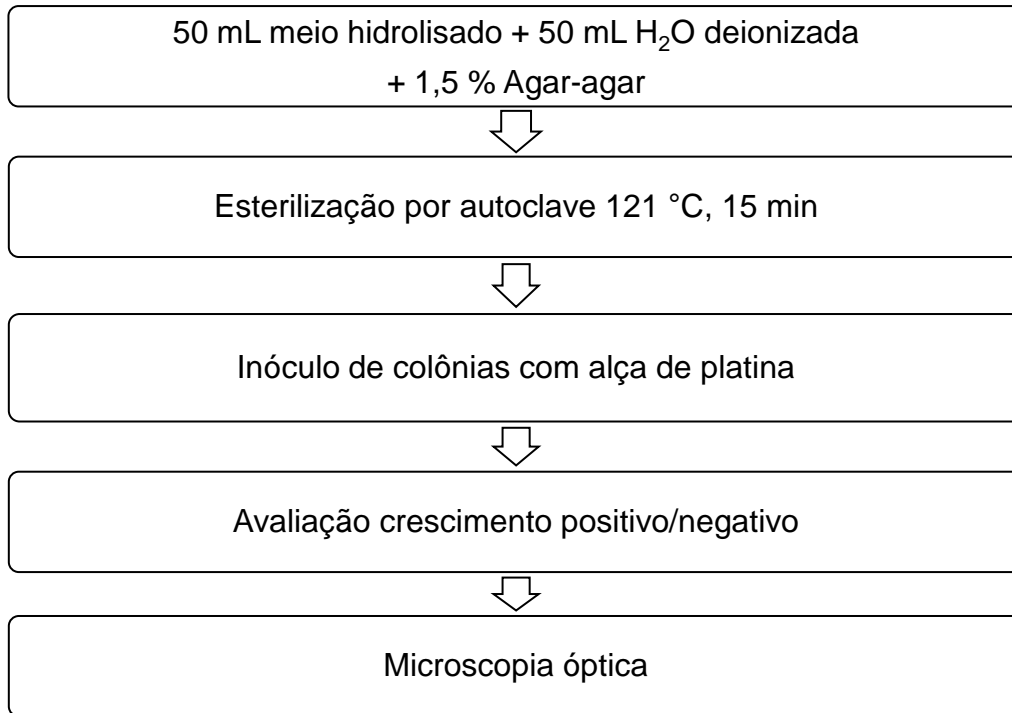 50 mL meio hidrolisado + 50 mL H₂O deionizada
+ 1,5 % Agar-agar
Esterilização por autoclave 121 °C, 15 min
Inóculo de colônias com alça de platina
Avaliação crescimento positivo/negativo
Microscopia óptica